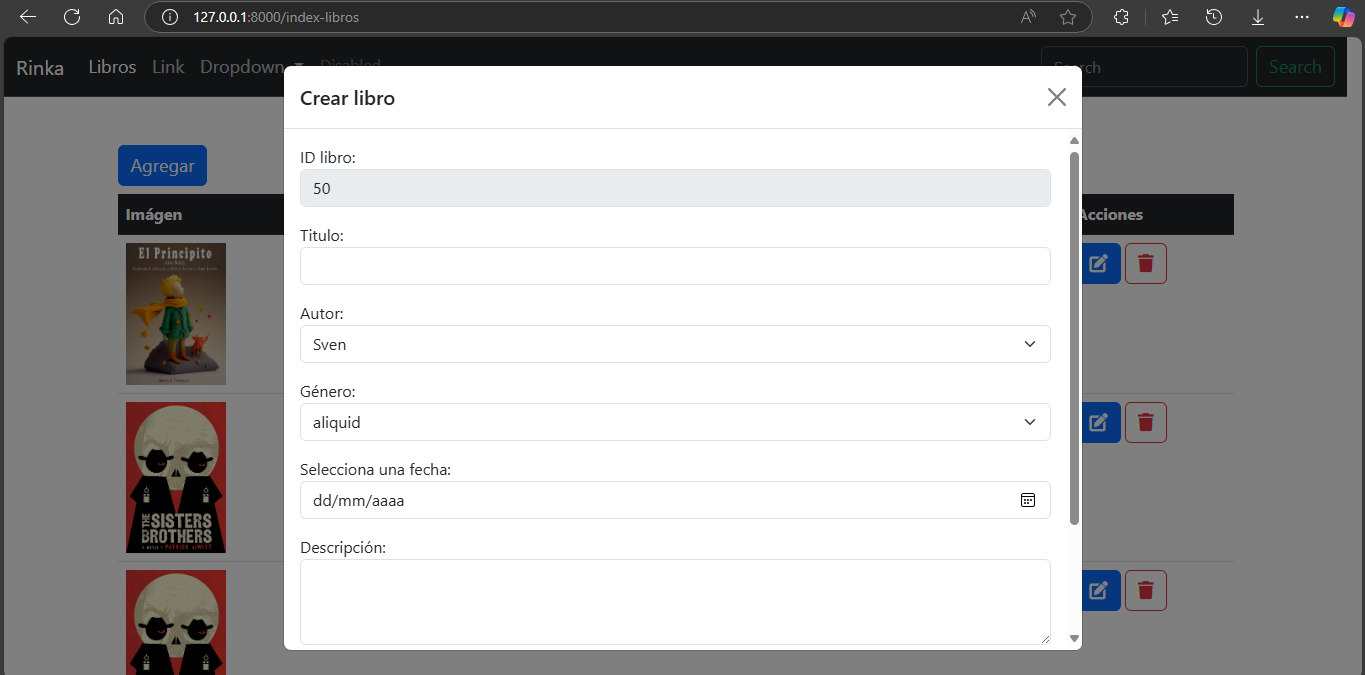 127.0.0.1:8000/index-libros
Rinka Libros Link Dropdown Disabled Search Search
Crear libro
Agregar
ID libro:
50
Imágen
Acciones
Titulo:
El Principito
Autor:
Sven
Género:
aliquid
Selecciona una fecha:
dd/mm/aaaa
THE SISTERS
BROTHERS
A NOVEL • PATRICK DEWITT
Descripción: